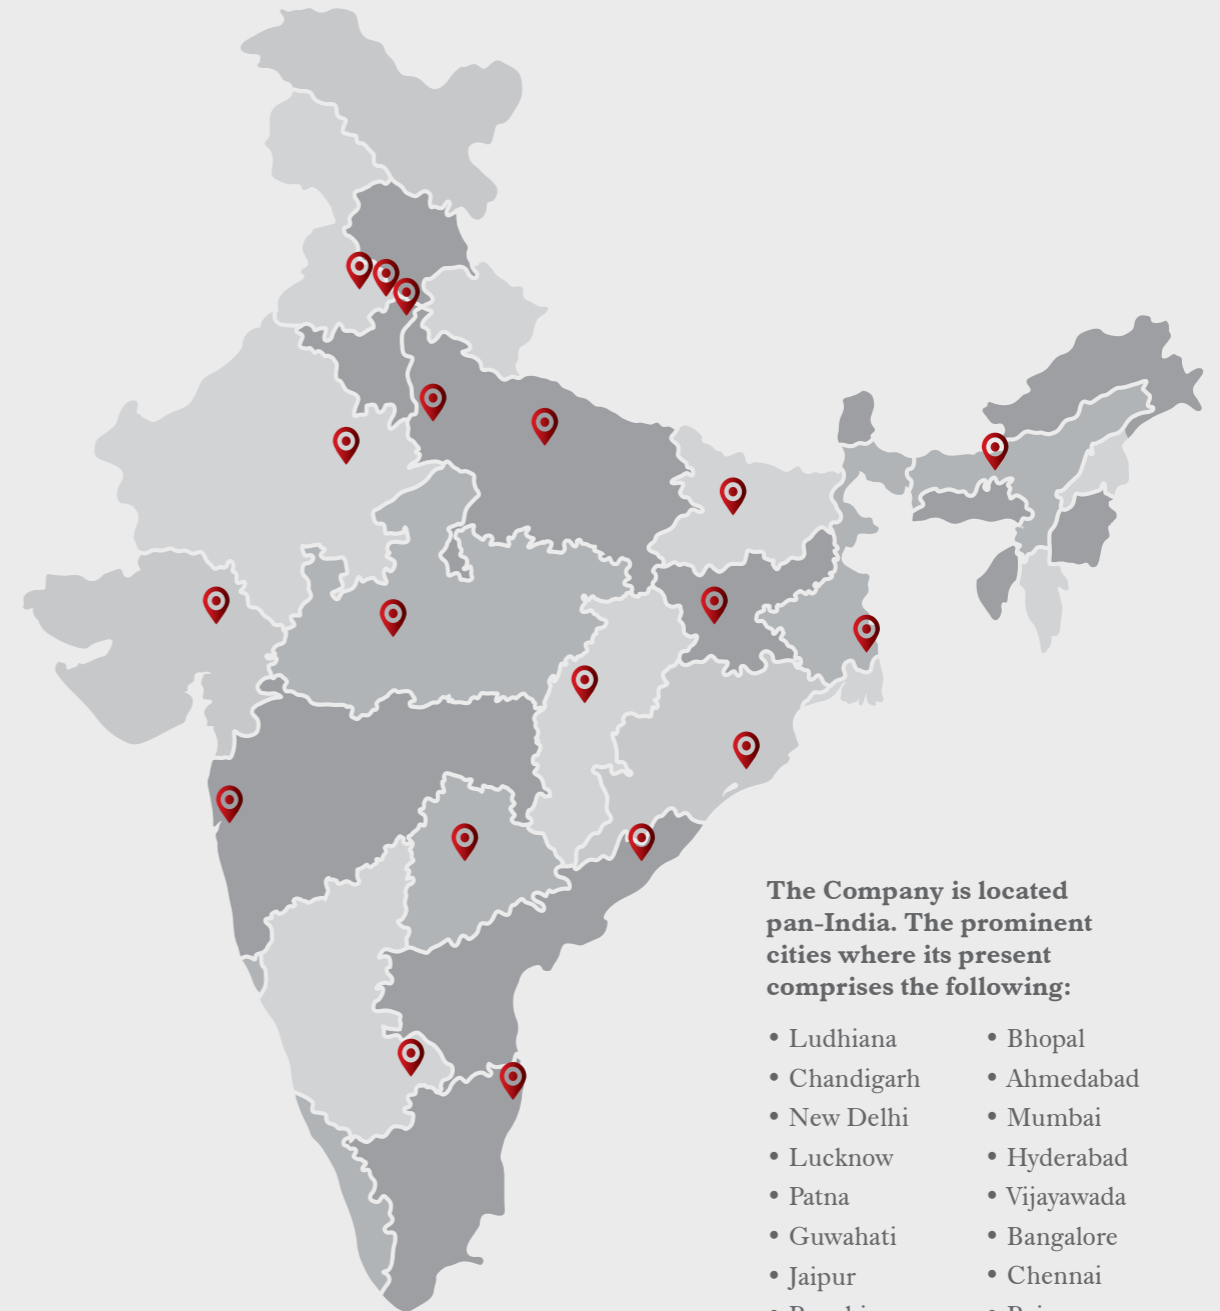 The Company is located
pan-India. The prominent
cities where its present
comprises the following:
• Ludhiana
• Chandigarh
• New Delhi
• Lucknow
• Patna
• Guwahati
• Jaipur
• Bhopal
• Ahmedabad
• Mumbai
• Hyderabad
• Vijayawada
• Bangalore
• Chennai